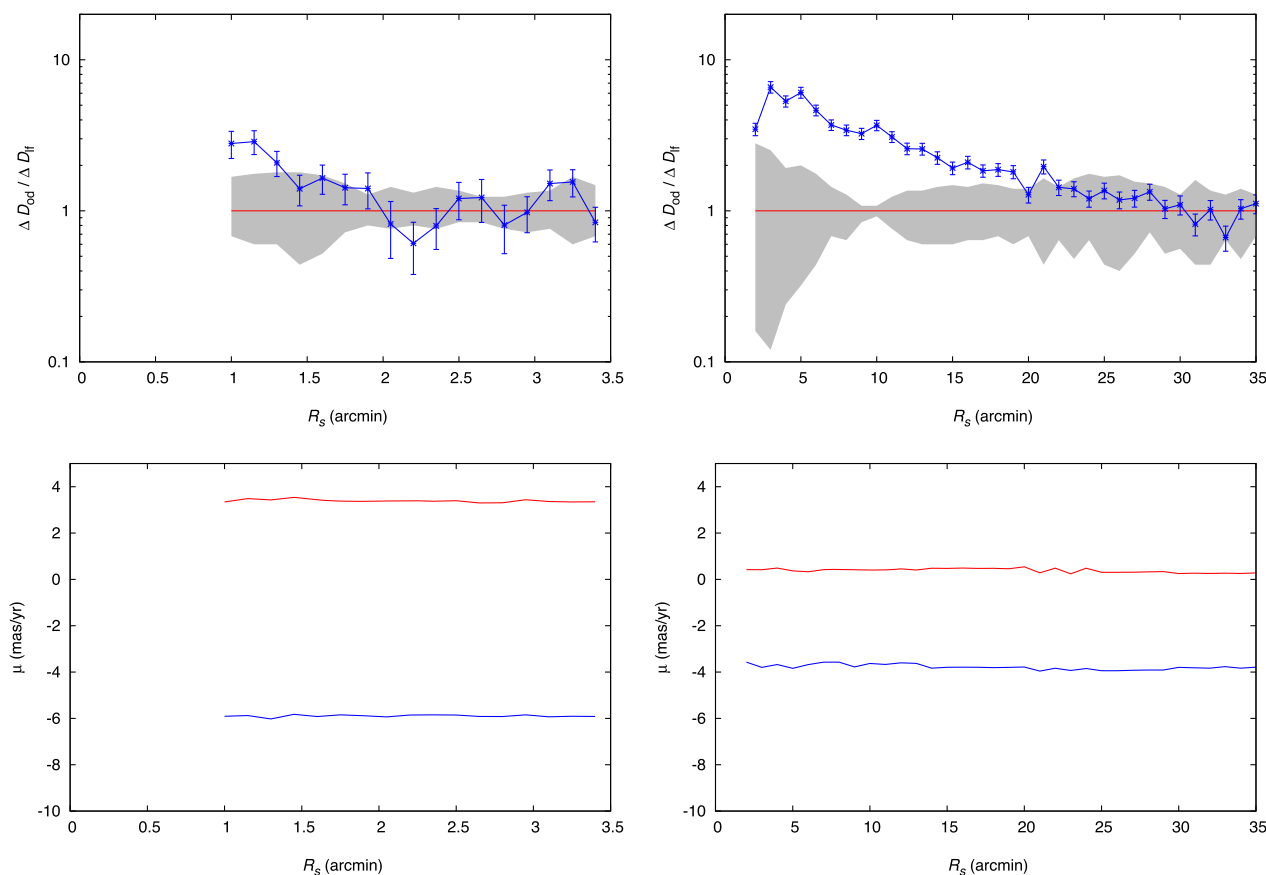 10
1
0.1
Δ D_od / Δ D_lf
0 0.5 1 1.5 2 2.5 3 3.5
R_s (arcmin)
10
1
0.1
Δ D_od / Δ D_lf
0 5 10 15 20 25 30 35
R_s (arcmin)
4
2
0
-2
-4
-6
-8
-10
μ (mas/yr)
0 0.5 1 1.5 2 2.5 3 3.5
R_s (arcmin)
4
2
0
-2
-4
-6
-8
-10
μ (mas/yr)
0 5 10 15 20 25 30 35
R_s (arcmin)